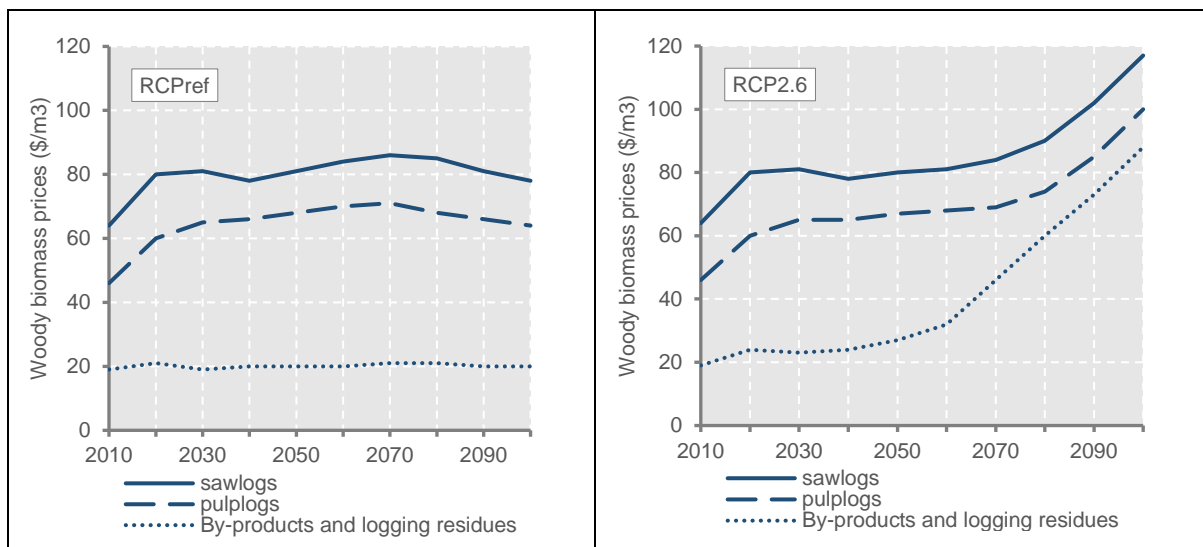 120
100
80
60
40
20
0
Woody biomass prices ($/m3)
RCPref
2010 2030 2050 2070 2090
sawlogs
pulplogs
By-products and logging residues
120
100
80
60
40
20
0
Woody biomass prices ($/m3)
RCP2.6
2010 2030 2050 2070 2090
sawlogs
pulplogs
By-products and logging residues